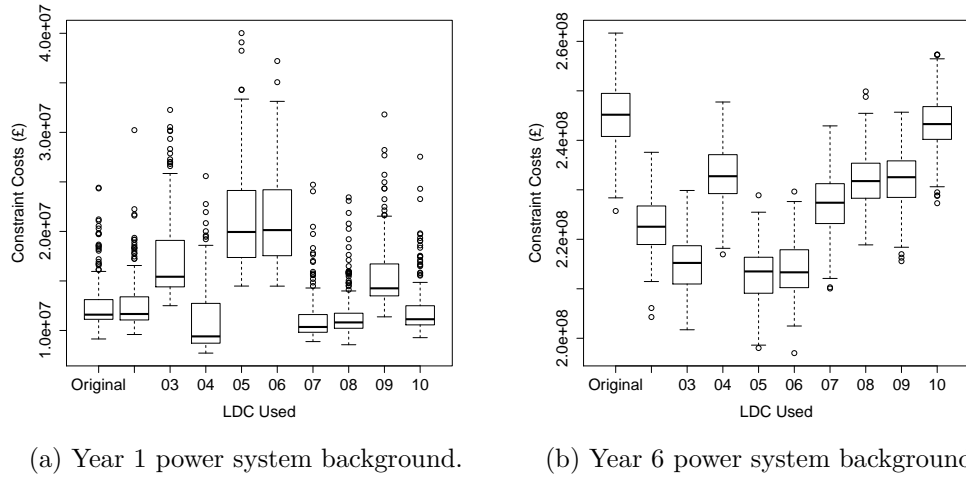 Constraint Costs (£)
4.0e+07
3.0e+07
2.0e+07
1.0e+07
Original 03 04 05 06 07 08 09 10
LDC Used
(a) Year 1 power system background.
Constraint Costs (£)
2.6e+08
2.4e+08
2.2e+08
2.0e+08
Original 03 04 05 06 07 08 09 10
LDC Used
(b) Year 6 power system background